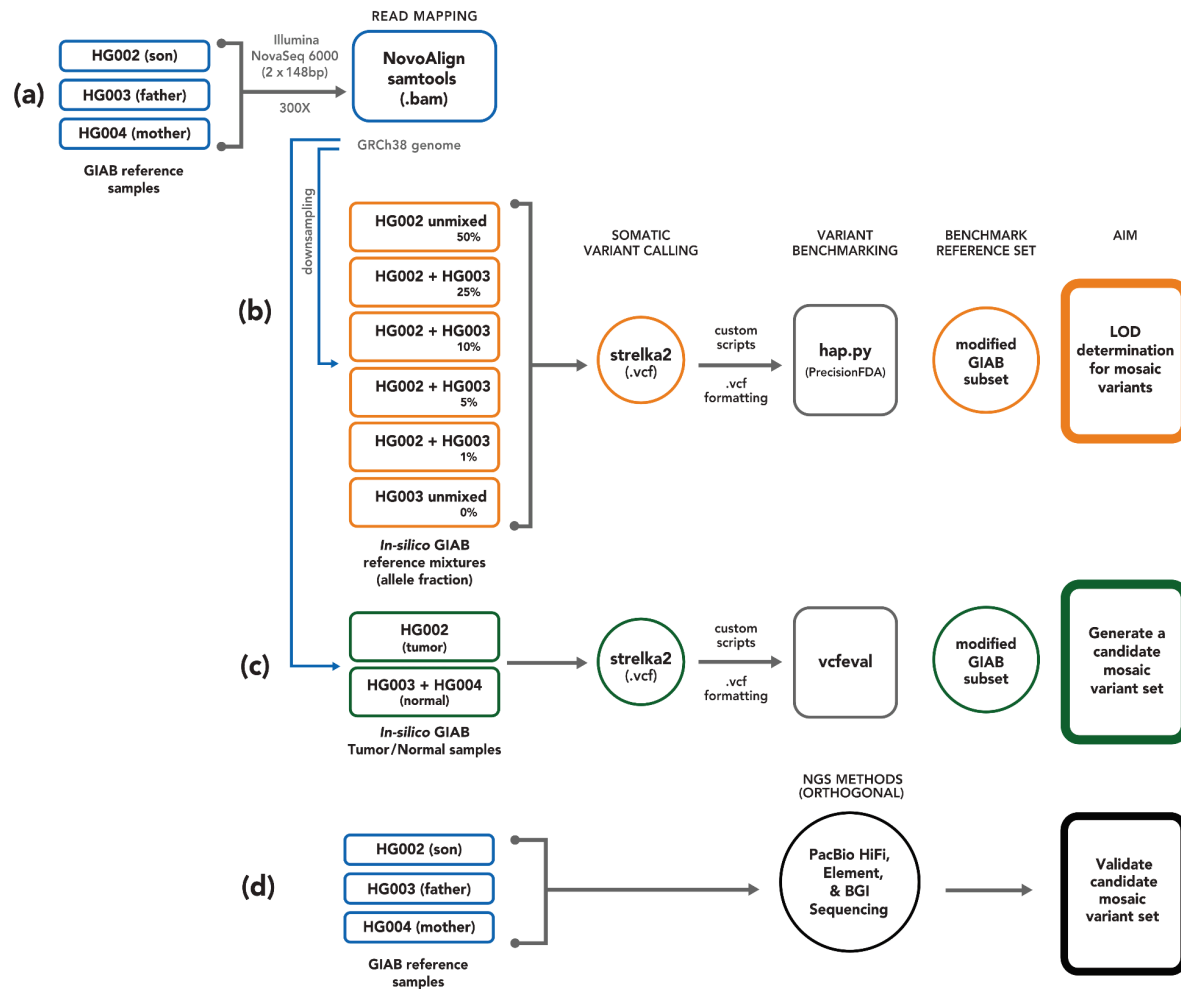 (a)
HG002 (son)
HG003 (father)
HG004 (mother)
GIAB reference
samples
Illumina
NovaSeq 6000
(2 x 148bp)
300X
READ MAPPING
NovoAlign
samtools
(.bam)
GRCh38 genome
downsampling
(b)
HG002 unmixed
50%
HG002 + HG003
25%
HG002 + HG003
10%
HG002 + HG003
5%
HG002 + HG003
1%
HG003 unmixed
0%
In-silico GIAB
reference mixtures
(allele fraction)
SOMATIC
VARIANT CALLING
strelka2
(.vcf)
custom
scripts
.vcf
formatting
VARIANT
BENCHMARKING
hap.py
(PrecisionFDA)
BENCHMARK
REFERENCE SET
modified
GIAB
subset
AIM
LOD
determination
for mosaic
variants
(c)
HG002
(tumor)
HG003 + HG004
(normal)
In-silico GIAB
Tumor/Normal samples
strelka2
(.vcf)
custom
scripts
.vcf
formatting
vcfeval
modified
GIAB
subset
Generate a
candidate
mosaic
variant set
(d)
HG002 (son)
HG003 (father)
HG004 (mother)
GIAB reference
samples
NGS METHODS
(ORTHOGONAL)
PacBio HiFi,
Element,
& BGI
Sequencing
Validate
candidate
mosaic
variant set